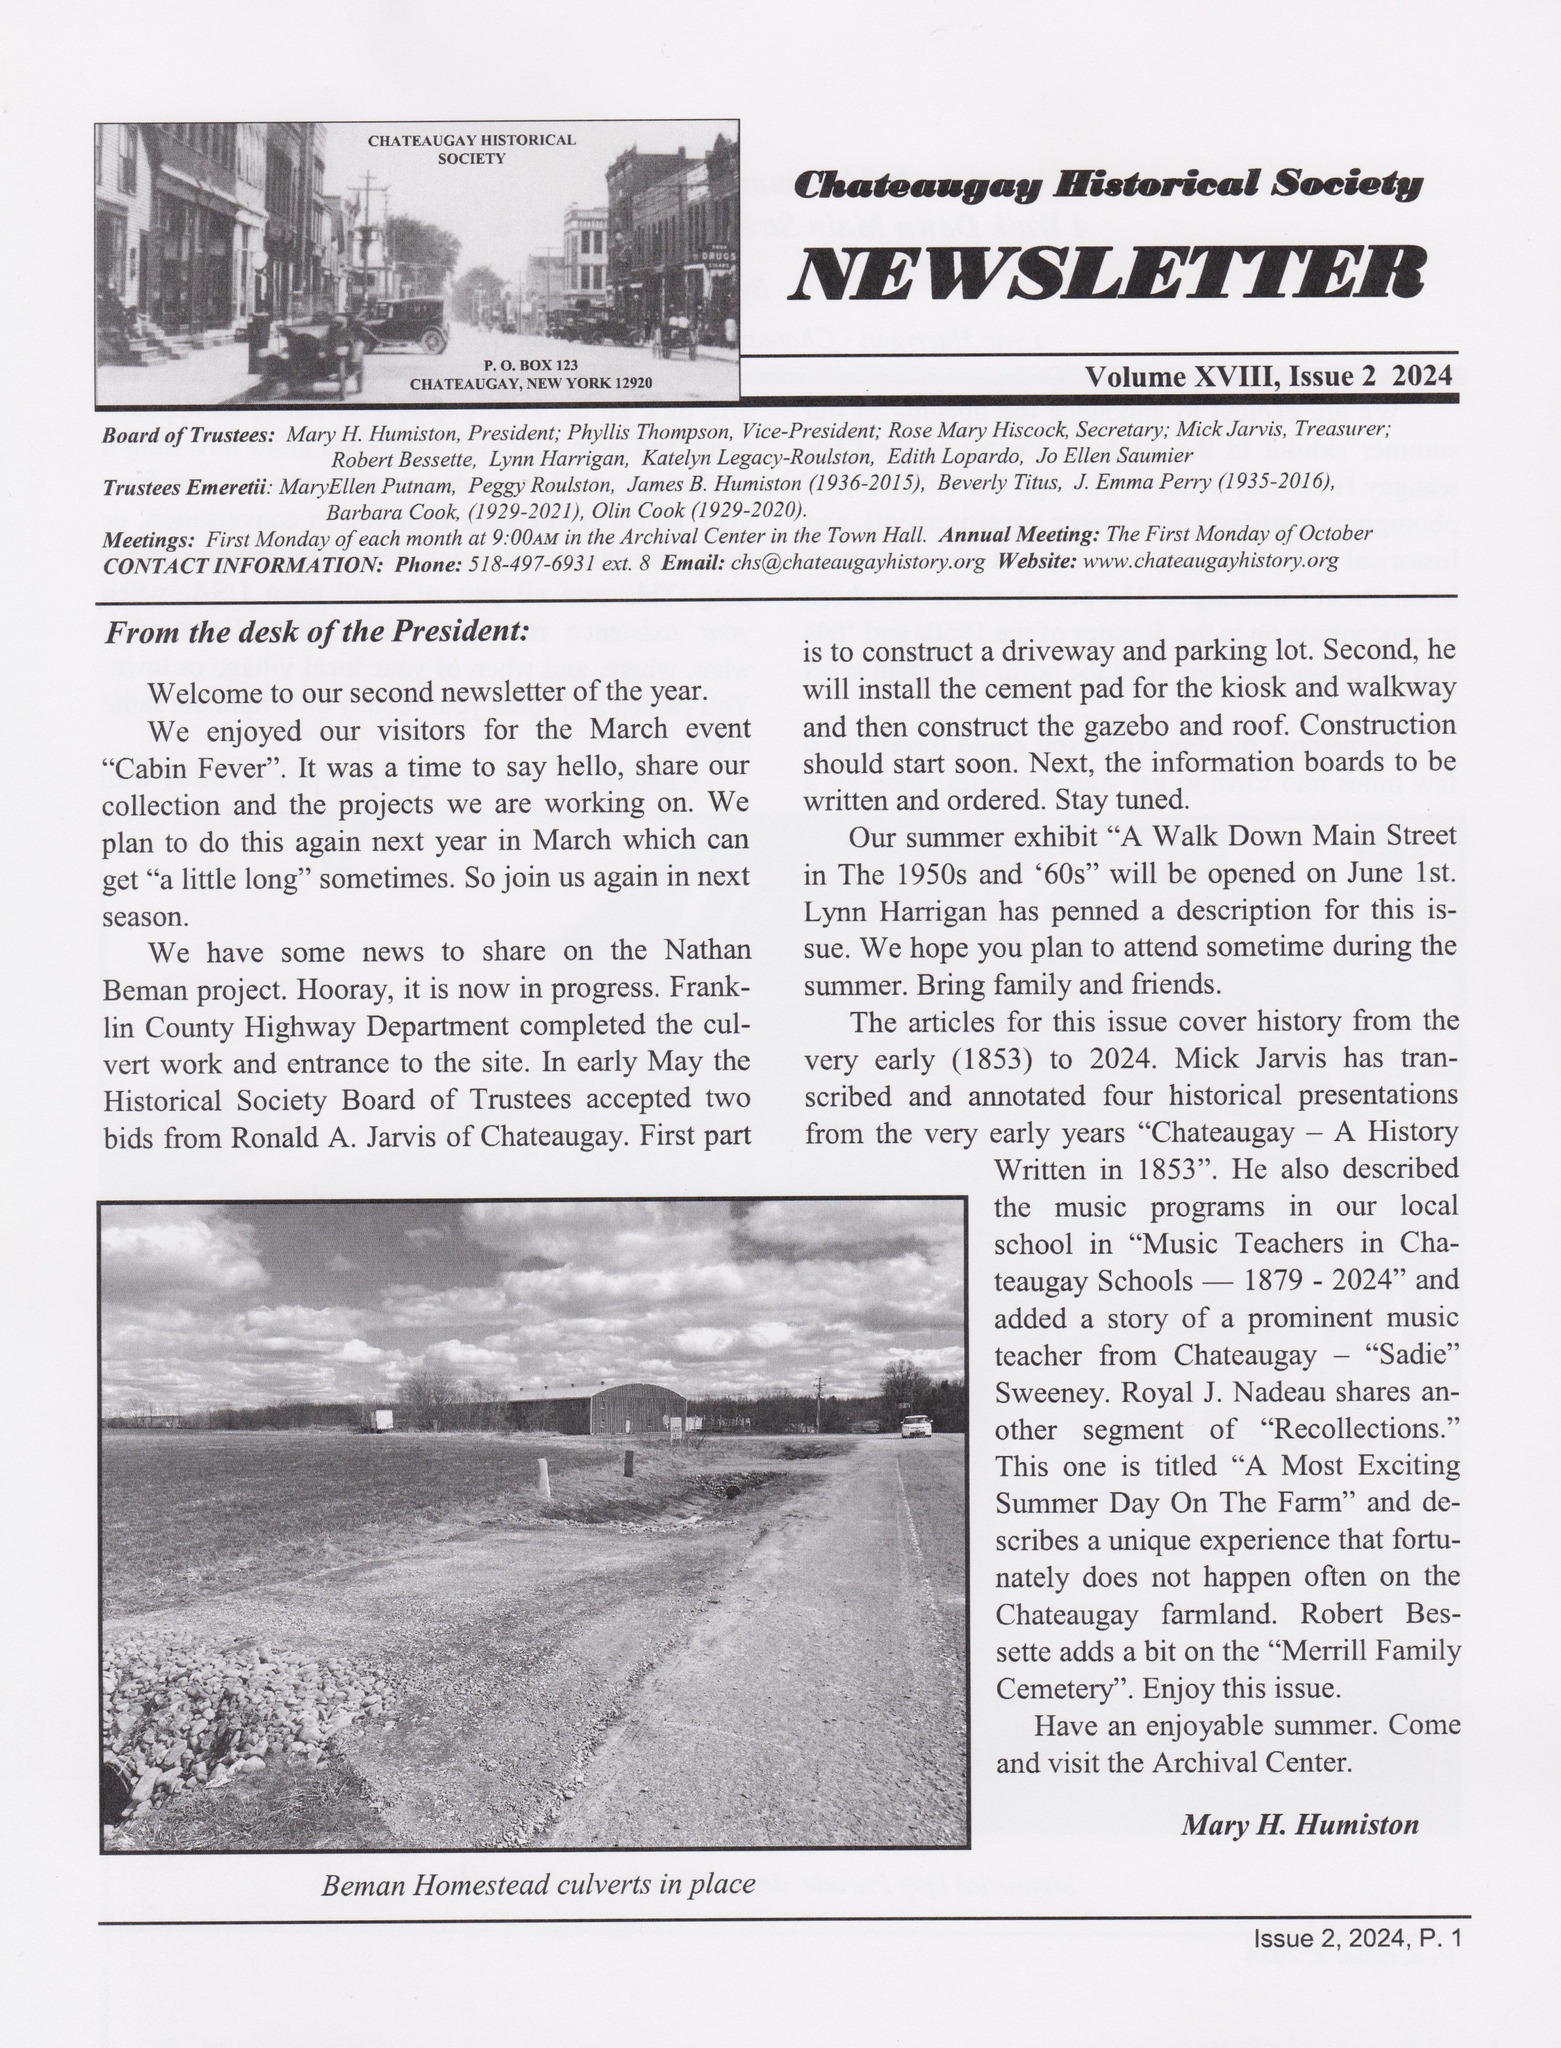 CHATEAUGAY HISTORICAL
SOCIETY
DRUGS
P. O. BOX 123
CHATEAUGAY, NEW YORK 12920
Chateaugay Historical Society
NEWSLETTER
Volume XVIII, Issue 2 2024
Board of Trustees: Mary H. Humiston, President; Phyllis Thompson, Vice-President; Rose Mary Hiscock, Secretary; Mick Jarvis, Treasurer;
Robert Bessette, Lynn Harrigan, Katelyn Legacy-Roulston, Edith Lopardo, Jo Ellen Saumier
Trustees Emeretii: MaryEllen Putnam, Peggy Roulston, James B. Humiston (1936-2015), Beverly Titus, J. Emma Perry (1935-2016),
Barbara Cook, (1929-2021), Olin Cook (1929-2020).
Meetings: First Monday of each month at 9:00AM in the Archival Center in the Town Hall. Annual Meeting: The First Monday of October
CONTACT INFORMATION: Phone: 518-497-6931 ext. 8 Email: chs@chateaugayhistory.org Website: www.chateaugayhistory.org
From the desk of the President:
Welcome to our second newsletter of the year.
We enjoyed our visitors for the March event
“Cabin Fever”. It was a time to say hello, share our
collection and the projects we are working on. We
plan to do this again next year in March which can
get “a little long” sometimes. So join us again in next
season.
We have some news to share on the Nathan
Beman project. Hooray, it is now in progress. Frank-
lin County Highway Department completed the cul-
vert work and entrance to the site. In early May the
Historical Society Board of Trustees accepted two
bids from Ronald A. Jarvis of Chateaugay. First part
is to construct a driveway and parking lot. Second, he
will install the cement pad for the kiosk and walkway
and then construct the gazebo and roof. Construction
should start soon. Next, the information boards to be
written and ordered. Stay tuned.
Our summer exhibit “A Walk Down Main Street
in The 1950s and ‘60s” will be opened on June 1st.
Lynn Harrigan has penned a description for this is-
sue. We hope you plan to attend sometime during the
summer. Bring family and friends.
The articles for this issue cover history from the
very early (1853) to 2024. Mick Jarvis has tran-
scribed and annotated four historical presentations
from the very early years “Chateaugay – A History
Written in 1853”. He also described
the music programs in our local
school in “Music Teachers in Cha-
teaugay Schools — 1879 - 2024” and
added a story of a prominent music
teacher from Chateaugay – “Sadie”
Sweeney. Royal J. Nadeau shares an-
other segment of “Recollections.”
This one is titled “A Most Exciting
Summer Day On The Farm” and de-
scribes a unique experience that fortu-
nately does not happen often on the
Chateaugay farmland. Robert Bes-
sette adds a bit on the “Merrill Family
Cemetery”. Enjoy this issue.
Have an enjoyable summer. Come
and visit the Archival Center.
Mary H. Humiston
Beman Homestead culverts in place
Issue 2, 2024, P. 1